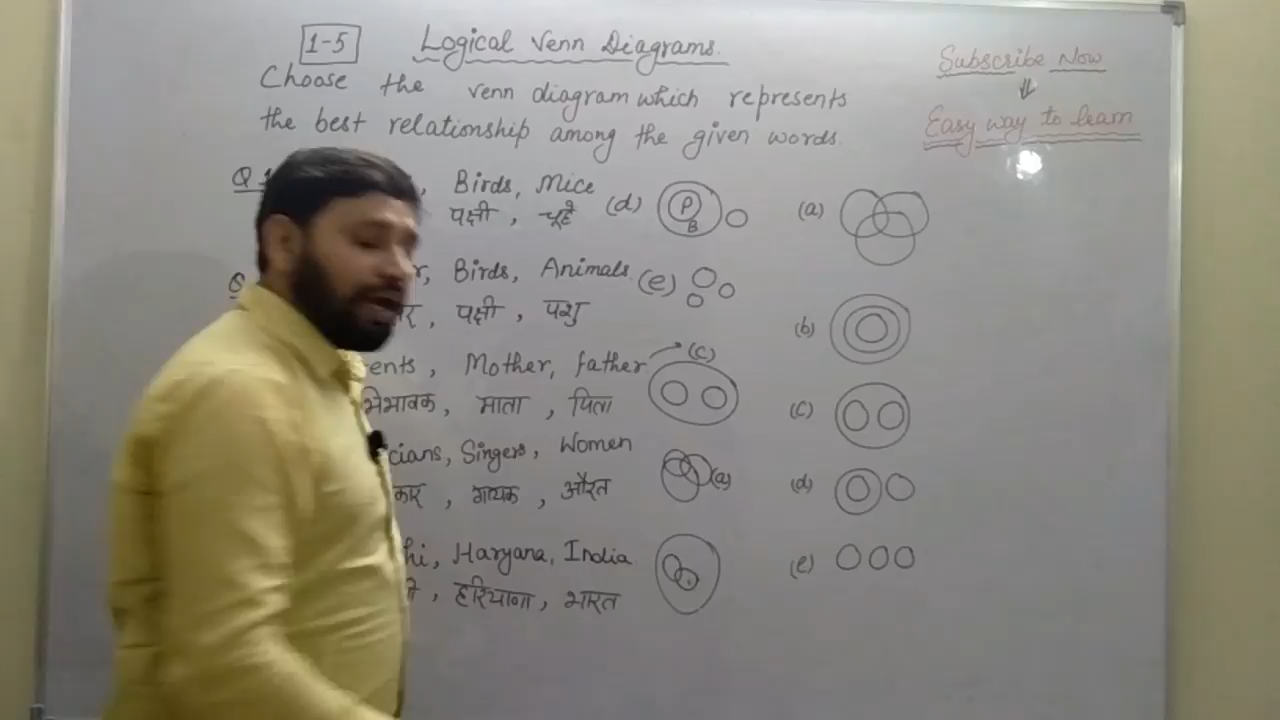 1-5 Logical Venn Diagrams.
Choose the venn diagram which represents
the best relationship among the given words.
Subscribe Now
⇓
Easy way to learn
Q , Birds, Mice (d) P B
पक्षी , चूहे
Q , Birds, Animals (e)
, पक्षी , पशु
ents , Mother, father → (c)
भिभावक , माता , पिता
cians, Singers, Women (a)
कार , गायक , औरत
hi, Haryana, India
, हरियाणा, भारत
(a)
(b)
(c)
(d)
(e)